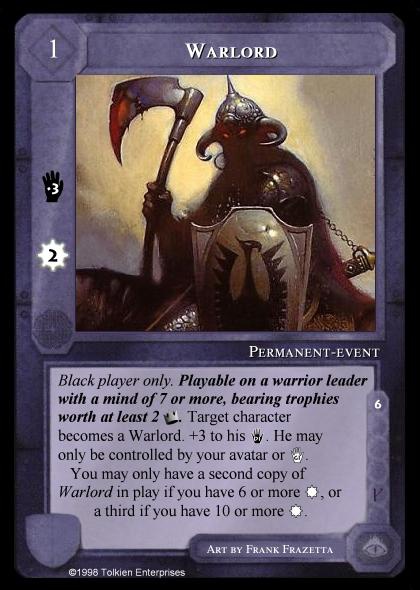 1
WARLORD
3
2
PERMANENT-EVENT
Black player only. Playable on a warrior leader
with a mind of 7 or more, bearing trophies
worth at least 2 . Target character
becomes a Warlord. +3 to his . He may
only be controlled by your avatar or .
You may only have a second copy of
Warlord in play if you have 6 or more , or
a third if you have 10 or more .
6
ART BY FRANK FRAZETTA
©1998 Tolkien Enterprises